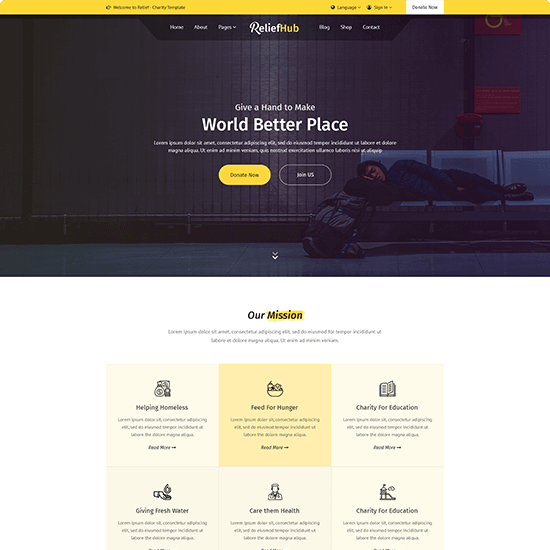 Welcome to Relief - Charity Template
Language
Sign In
Donate Now
Home
About
Pages
ReliefHub
Blog
Shop
Contact
Give a Hand to Make
World Better Place
Lorem ipsum dolor sit amet, consectetur adipiscing elit, sed do eiusmod tempor incididunt ut labore et dolore
magna aliqua. Ut enim ad minim veniam, quis nostrud exercitation ullamco laboris nisi ut aliquip
Donate Now
Join US
Our Mission
Lorem ipsum dolor sit amet, consectetur adipiscing elit, sed do eiusmod tempor incididunt ut
labore et dolore magna aliqua. Ut enim ad minim veniam.
Helping Homeless
Lorem ipsum dolor sit, consectetur adipiscing elit, sed do eiusmod tempor incididunt ut
labore the dolore magna aliqua.
Read More
Feed For Hunger
Lorem ipsum dolor sit, consectetur adipiscing elit, sed do eiusmod tempor incididunt ut
labore the dolore magna aliqua.
Read More
Charity For Education
Lorem ipsum dolor sit, consectetur adipiscing elit, sed do eiusmod tempor incididunt ut
labore the dolore magna aliqua.
Read More
Giving Fresh Water
Lorem ipsum dolor sit, consectetur adipiscing elit, sed do eiusmod tempor incididunt ut
labore the dolore magna aliqua.
Read More
Care them Health
Lorem ipsum dolor sit, consectetur adipiscing elit, sed do eiusmod tempor incididunt ut
labore the dolore magna aliqua.
Read More
Charity For Education
Lorem ipsum dolor sit, consectetur adipiscing elit, sed do eiusmod tempor incididunt ut
labore the dolore magna aliqua.
Read More